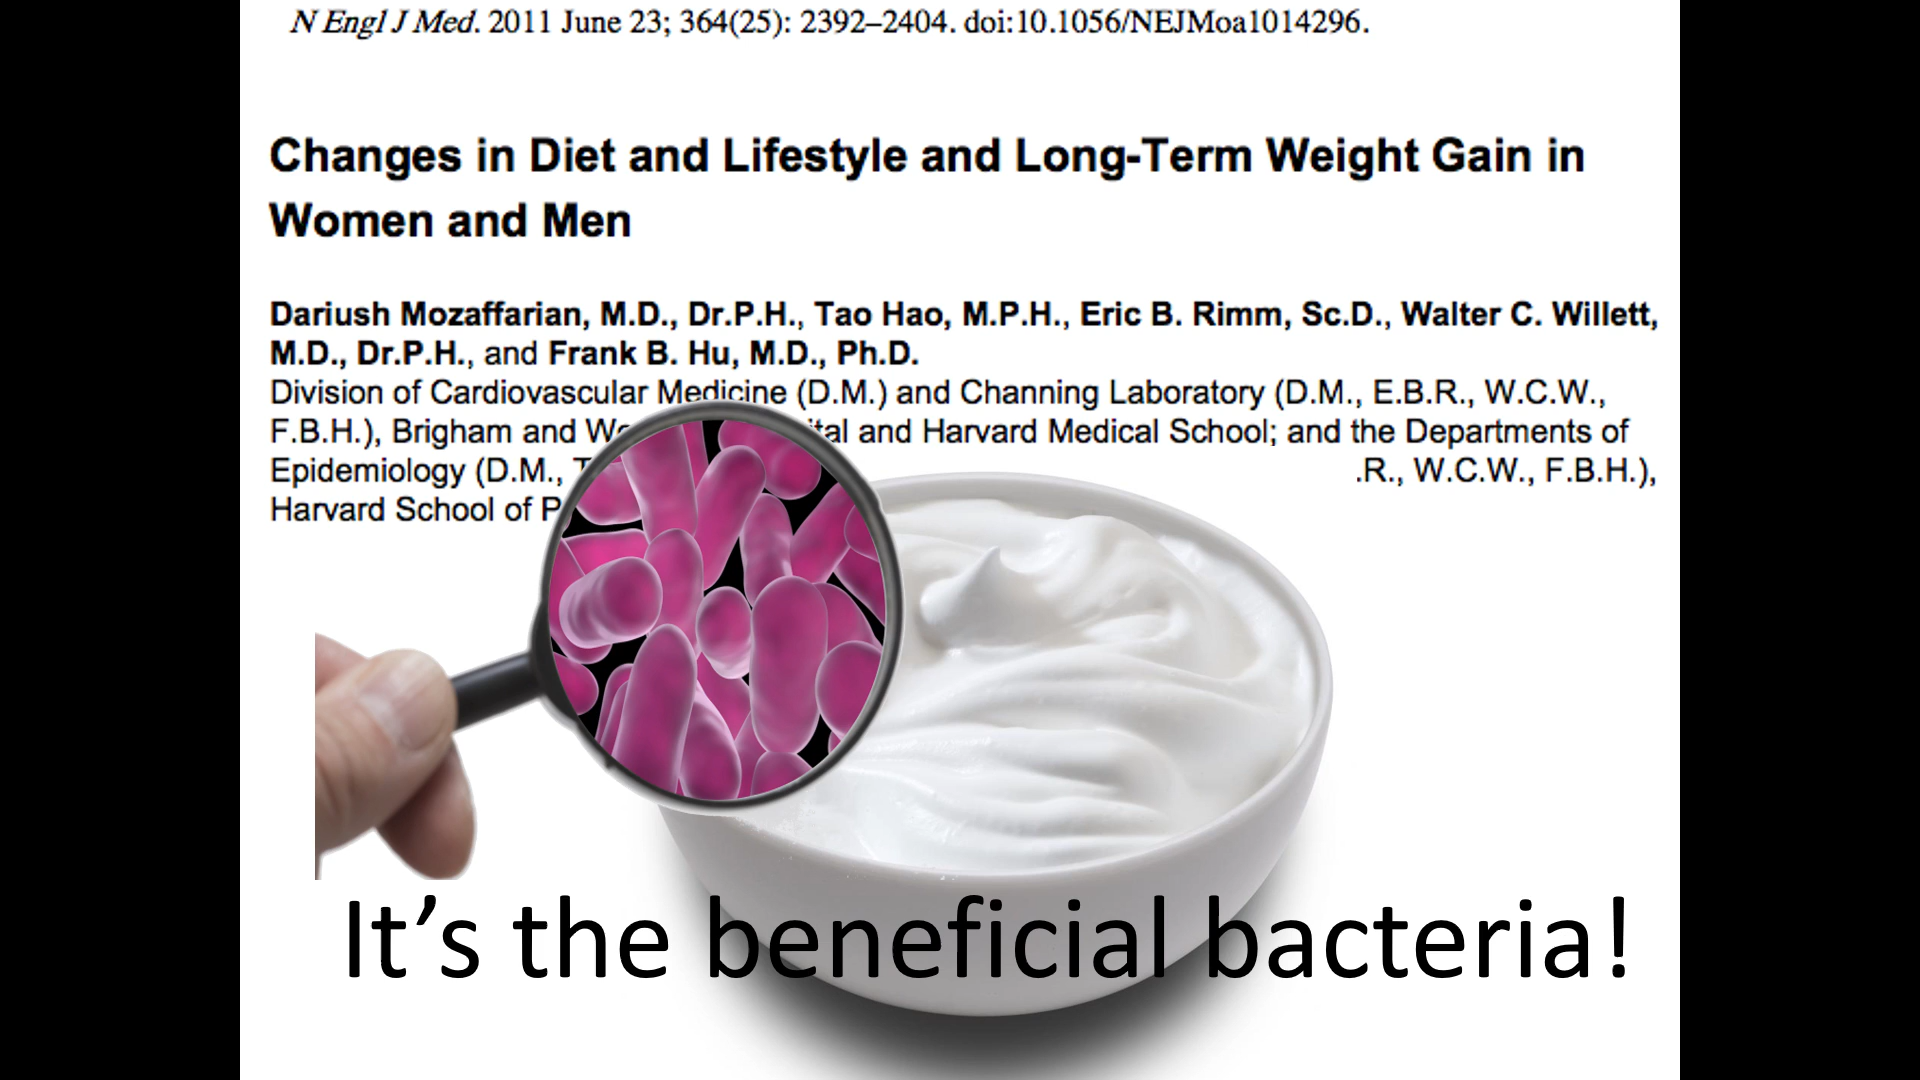 N Engl J Med. 2011 June 23; 364(25): 2392–2404. doi:10.1056/NEJMoa1014296.
Changes in Diet and Lifestyle and Long-Term Weight Gain in
Women and Men
Dariush Mozaffarian, M.D., Dr.P.H., Tao Hao, M.P.H., Eric B. Rimm, Sc.D., Walter C. Willett,
M.D., Dr.P.H., and Frank B. Hu, M.D., Ph.D.
Division of Cardiovascular Medicine (D.M.) and Channing Laboratory (D.M., E.B.R., W.C.W.,
F.B.H.), Brigham and and Harvard Medical School; and the Departments of
Epidemiology (D.M., .R., W.C.W., F.B.H.),
Harvard School of
It's the beneficial bacteria!